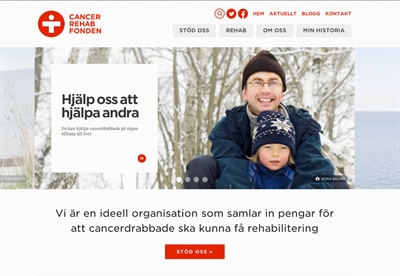 CANCER
REHAB
FONDEN
HEM AKTUELLT BLOGG KONTAKT
STÖD OSS REHAB OM OSS MIN HISTORIA
Hjälp oss att
hjälpa andra
Du kan hjälpa cancerdrabbade på vägen
tillbaka till livet
Vi är en ideell organisation som samlar in pengar för
att cancerdrabbade ska kunna få rehabilitering
STÖD OSS »